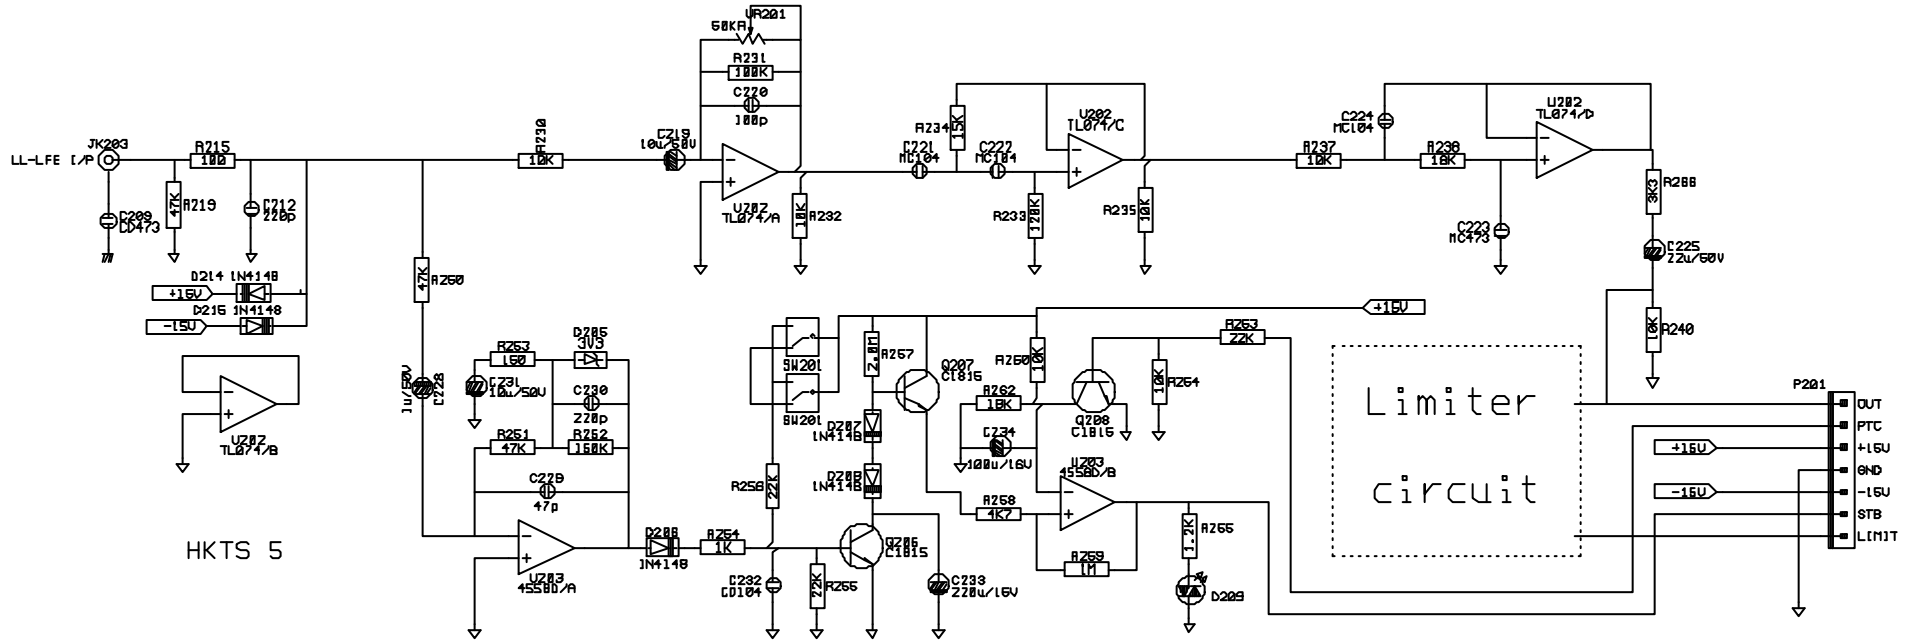 VR201
50KA
R231
100K
C220
100p
LL-LFE I/P
JK203
R215
100
R219
47K
C209
CD473
C212
220p
R230
10K
C219
10u/50V
U202
TL074/A
R232
10K
C221
MC104
R234
15K
C222
MC104
R233
120K
U202
TL074/C
R235
10K
R237
10K
C224
MC104
R238
18K
C223
MC473
U202
TL074/D
R266
3K3
C225
22u/50V
R240
10K
D214 1N4148
+15V
D215 1N4148
-15V
U202
TL074/B
HKTS 5
R250
47K
1u/50V
C228
R253
150
D205
3V3
C231
10u/50V
C230
220p
R251
47K
R252
150K
C229
47p
U203
4558D/A
D206
1N4148
R254
1K
SW201
SW201
R256
22K
C232
CD104
R255
22K
R257
2.0M
D207
1N4148
D208
1N4148
Q206
C1815
Q207
C1815
C233
220u/16V
R260
10K
R262
18K
C234
100u/16V
Q208
C1815
R264
10K
R263
22K
+15V
U203
4558D/B
R258
4K7
R259
1M
R265
1.2K
D209
Limiter
circuit
P201
OUT
PTC
+15V
+15V
GND
-15V
-15V
STB
LIMIT